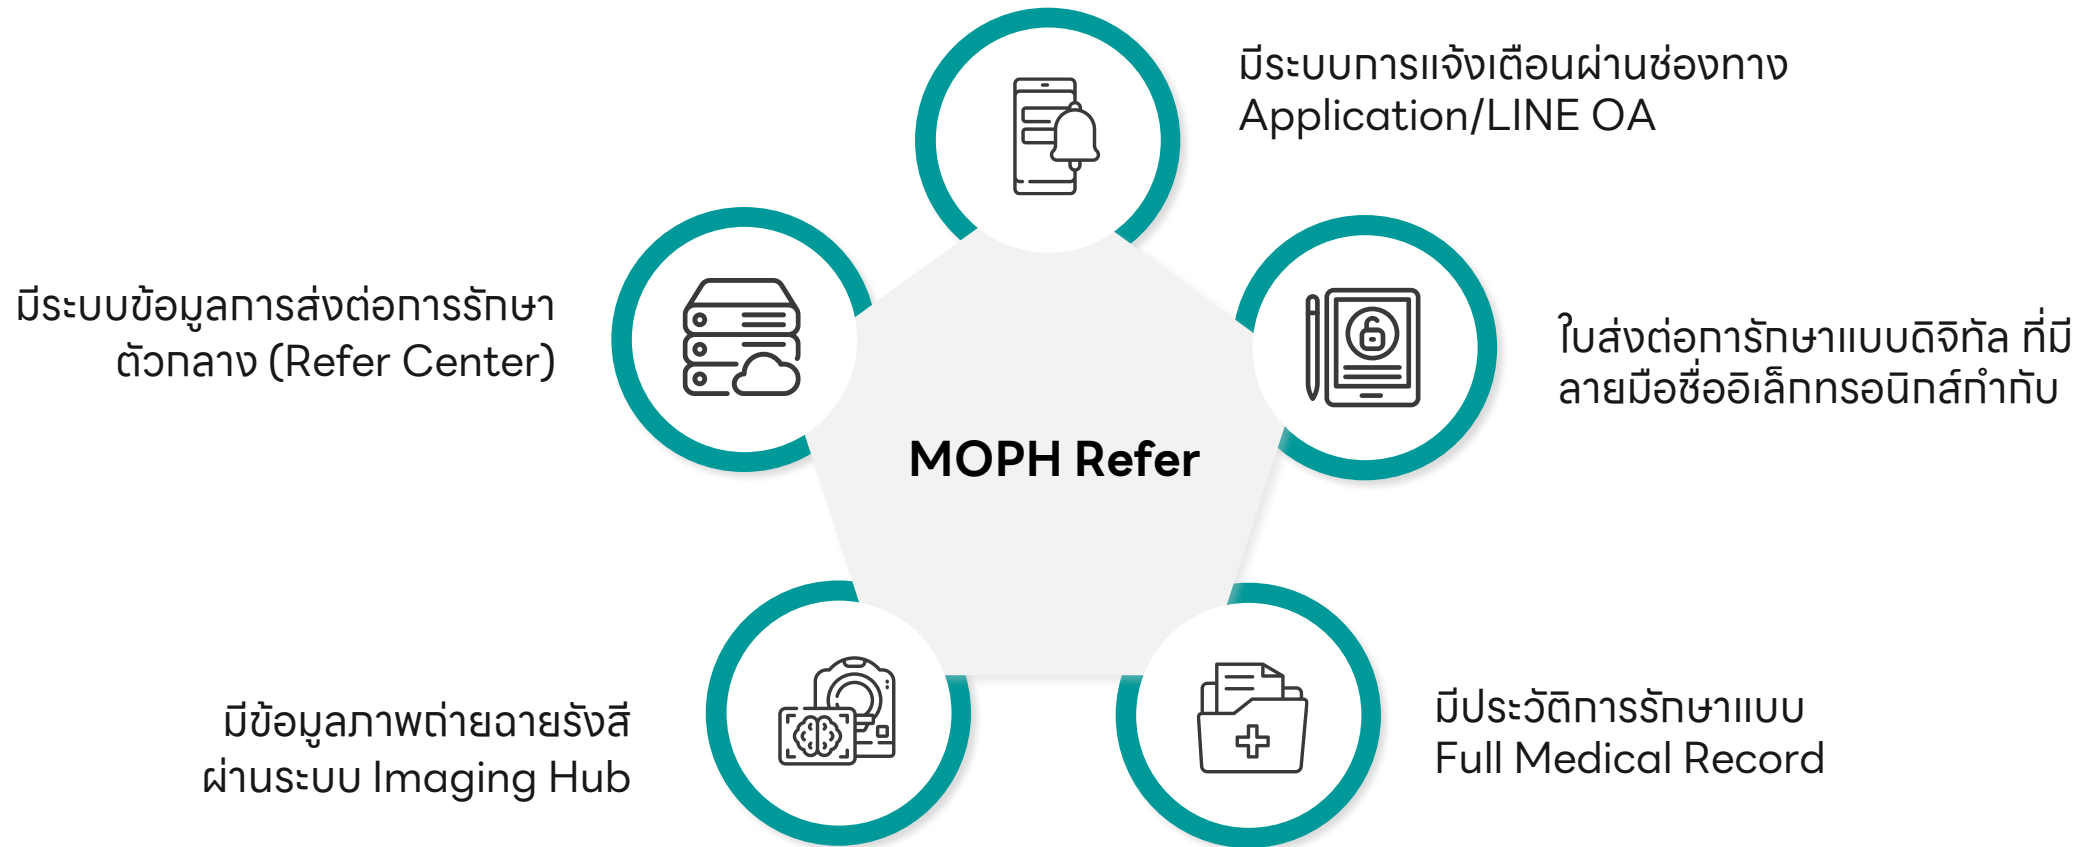 มีระบบการแจ้งเตือนผ่านช่องทาง
Application/LINE OA
มีระบบข้อมูลการส่งต่อการรักษา
ตัวกลาง (Refer Center)
ใบส่งต่อการักษาแบบดิจิทัล ที่มี
ลายมือชื่ออิเล็กทรอนิกส์กำกับ
MOPH Refer
มีข้อมูลภาพถ่ายฉายรังสี
ผ่านระบบ Imaging Hub
มีประวัติการรักษาแบบ
Full Medical Record